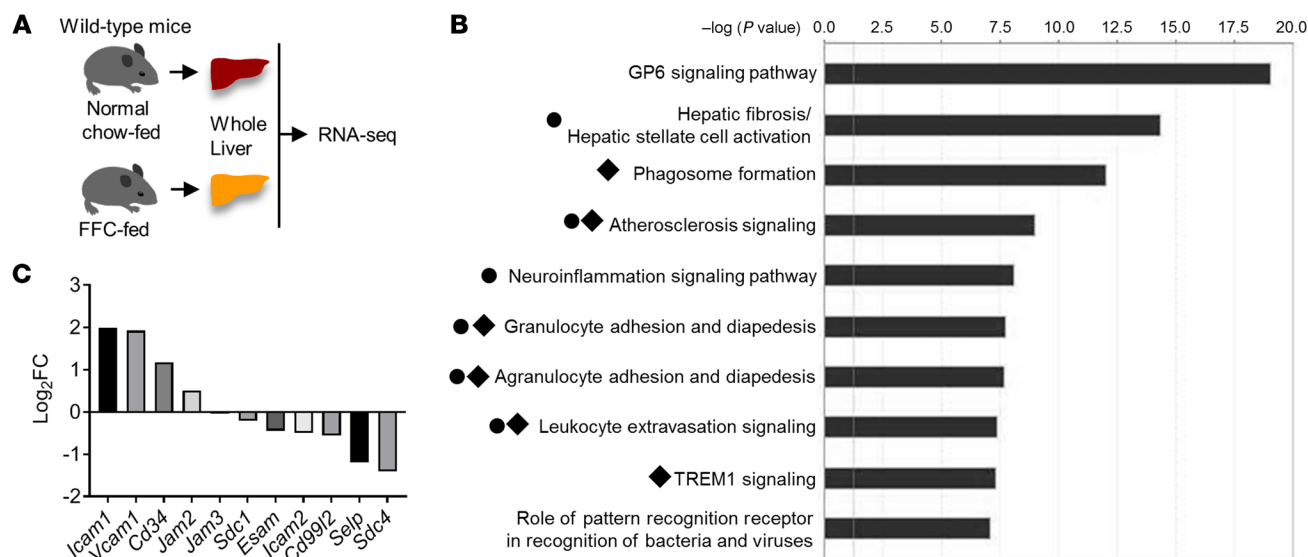 A
Wild-type mice
Normal
chow-fed
Whole
Liver
RNA-seq
FFC-fed
B
–log (P value)
0.0 2.5 5.0 7.5 10.0 12.5 15.0 17.5 20.0
GP6 signaling pathway
Hepatic fibrosis/
Hepatic stellate cell activation
Phagosome formation
Atherosclerosis signaling
Neuroinflammation signaling pathway
Granulocyte adhesion and diapedesis
Agranulocyte adhesion and diapedesis
Leukocyte extravasation signaling
TREM1 signaling
Role of pattern recognition receptor
in recognition of bacteria and viruses
C
Log2FC
3
2
1
0
-1
-2
Icam1 Vcam1 Cd34 Jam2 Jam3 Sdc1 Esam Icam2 Cd99l2 Selp Sdc4